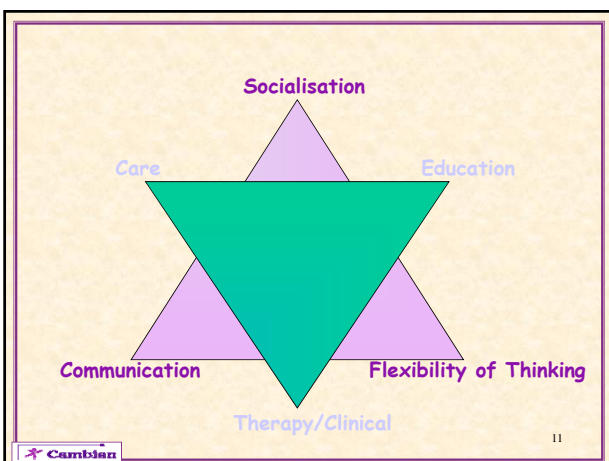 Socialisation
Care Education
Communication Flexibility of Thinking
Therapy/Clinical
11
Cambian